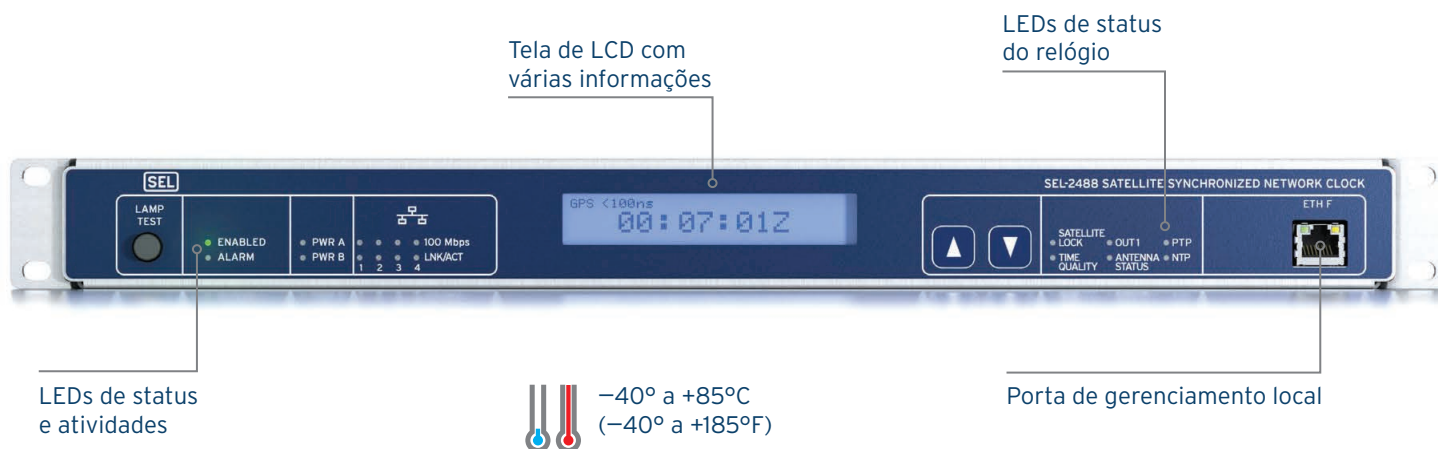 LEDs de status
do relógio
Tela de LCD com
várias informações
SEL
SEL-2488 SATELLITE SYNCHRONIZED NETWORK CLOCK
LAMP
TEST
ENABLED
ALARM
PWR A
PWR B
100 Mbps
LNK/ACT
1 2 3 4
GPS <100ns
00:07:01Z
SATELLITE
LOCK
OUT1
PTP
TIME
QUALITY
ANTENNA
STATUS
NTP
ETH F
LEDs de status
e atividades
−40° a +85°C
(−40° a +185°F)
Porta de gerenciamento local